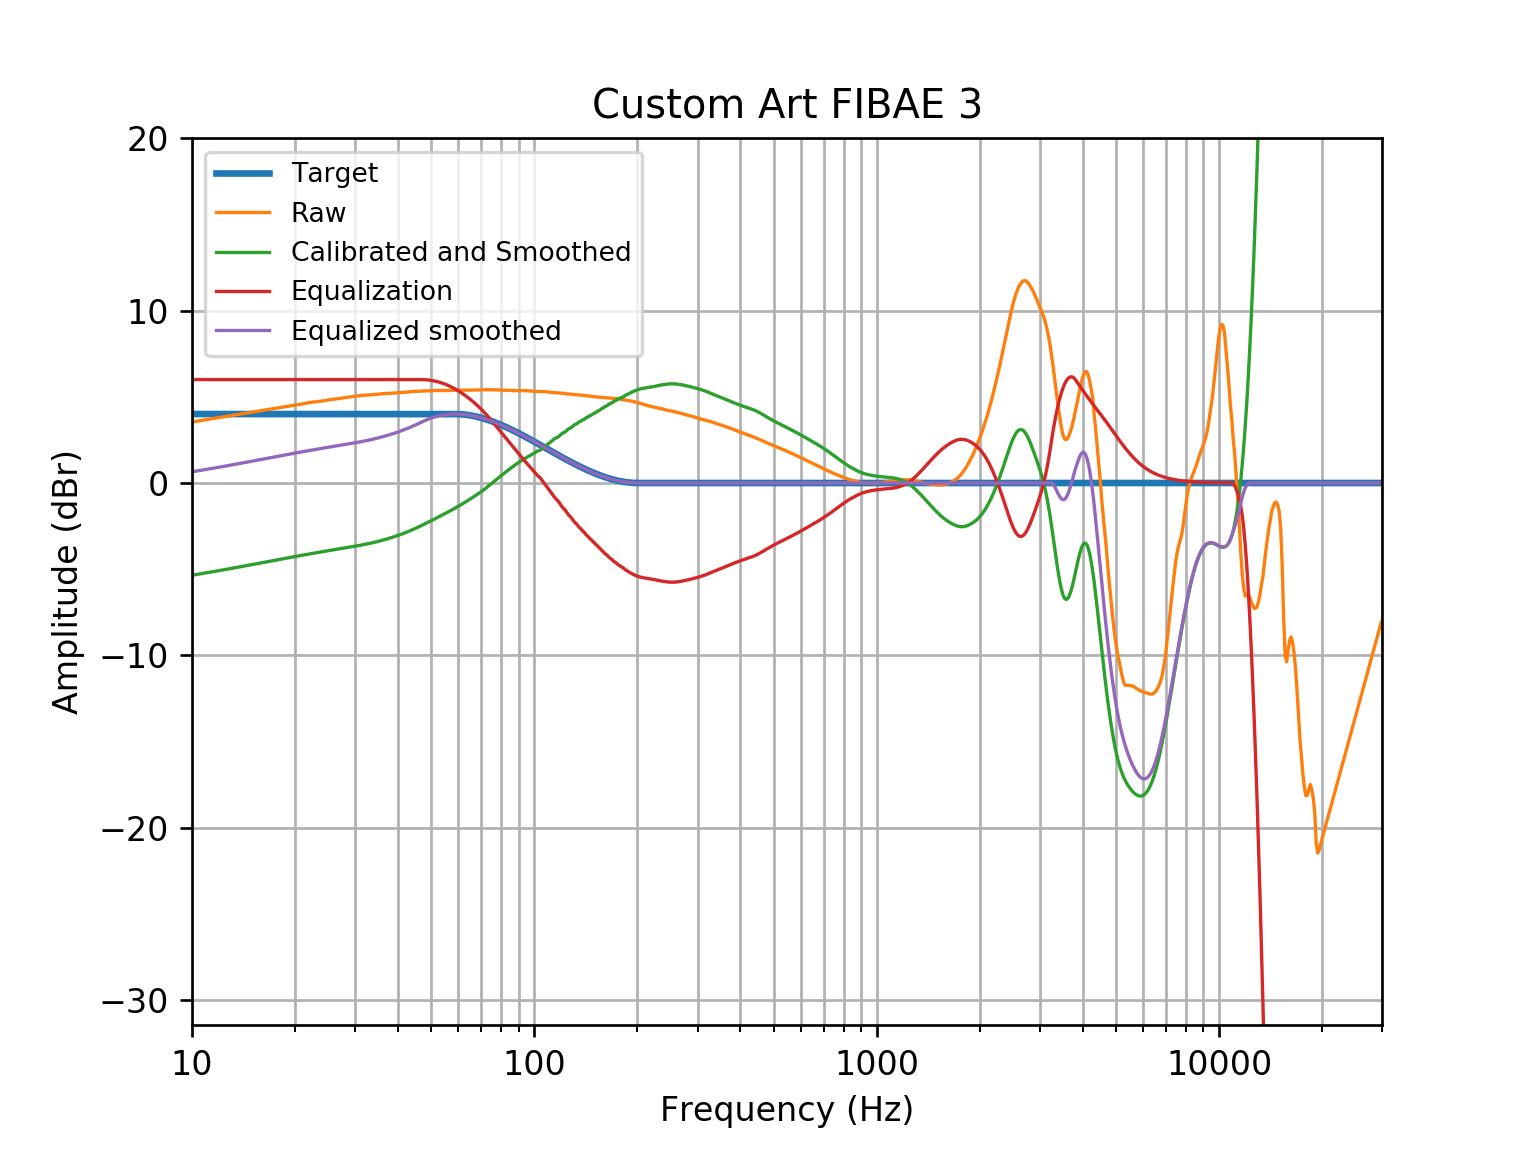 Custom Art FIBAE 3
Target
Raw
Calibrated and Smoothed
Equalization
Equalized smoothed
20
10
0
−10
−20
−30
Amplitude (dBr)
10
100
1000
10000
Frequency (Hz)